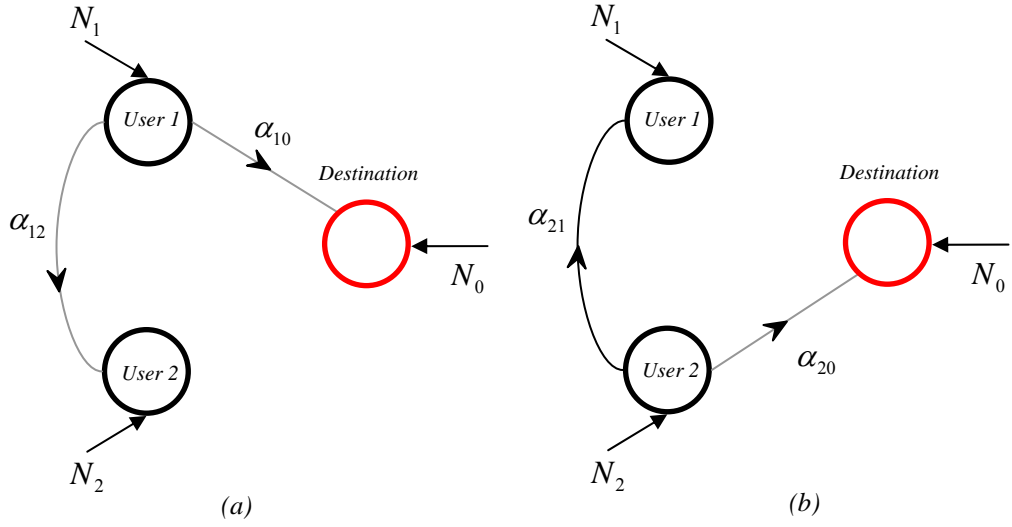 N₁
User 1
α₁₀
Destination
α₁₂
N₀
User 2
N₂
(a)
N₁
User 1
Destination
α₂₁
N₀
User 2
α₂₀
N₂
(b)